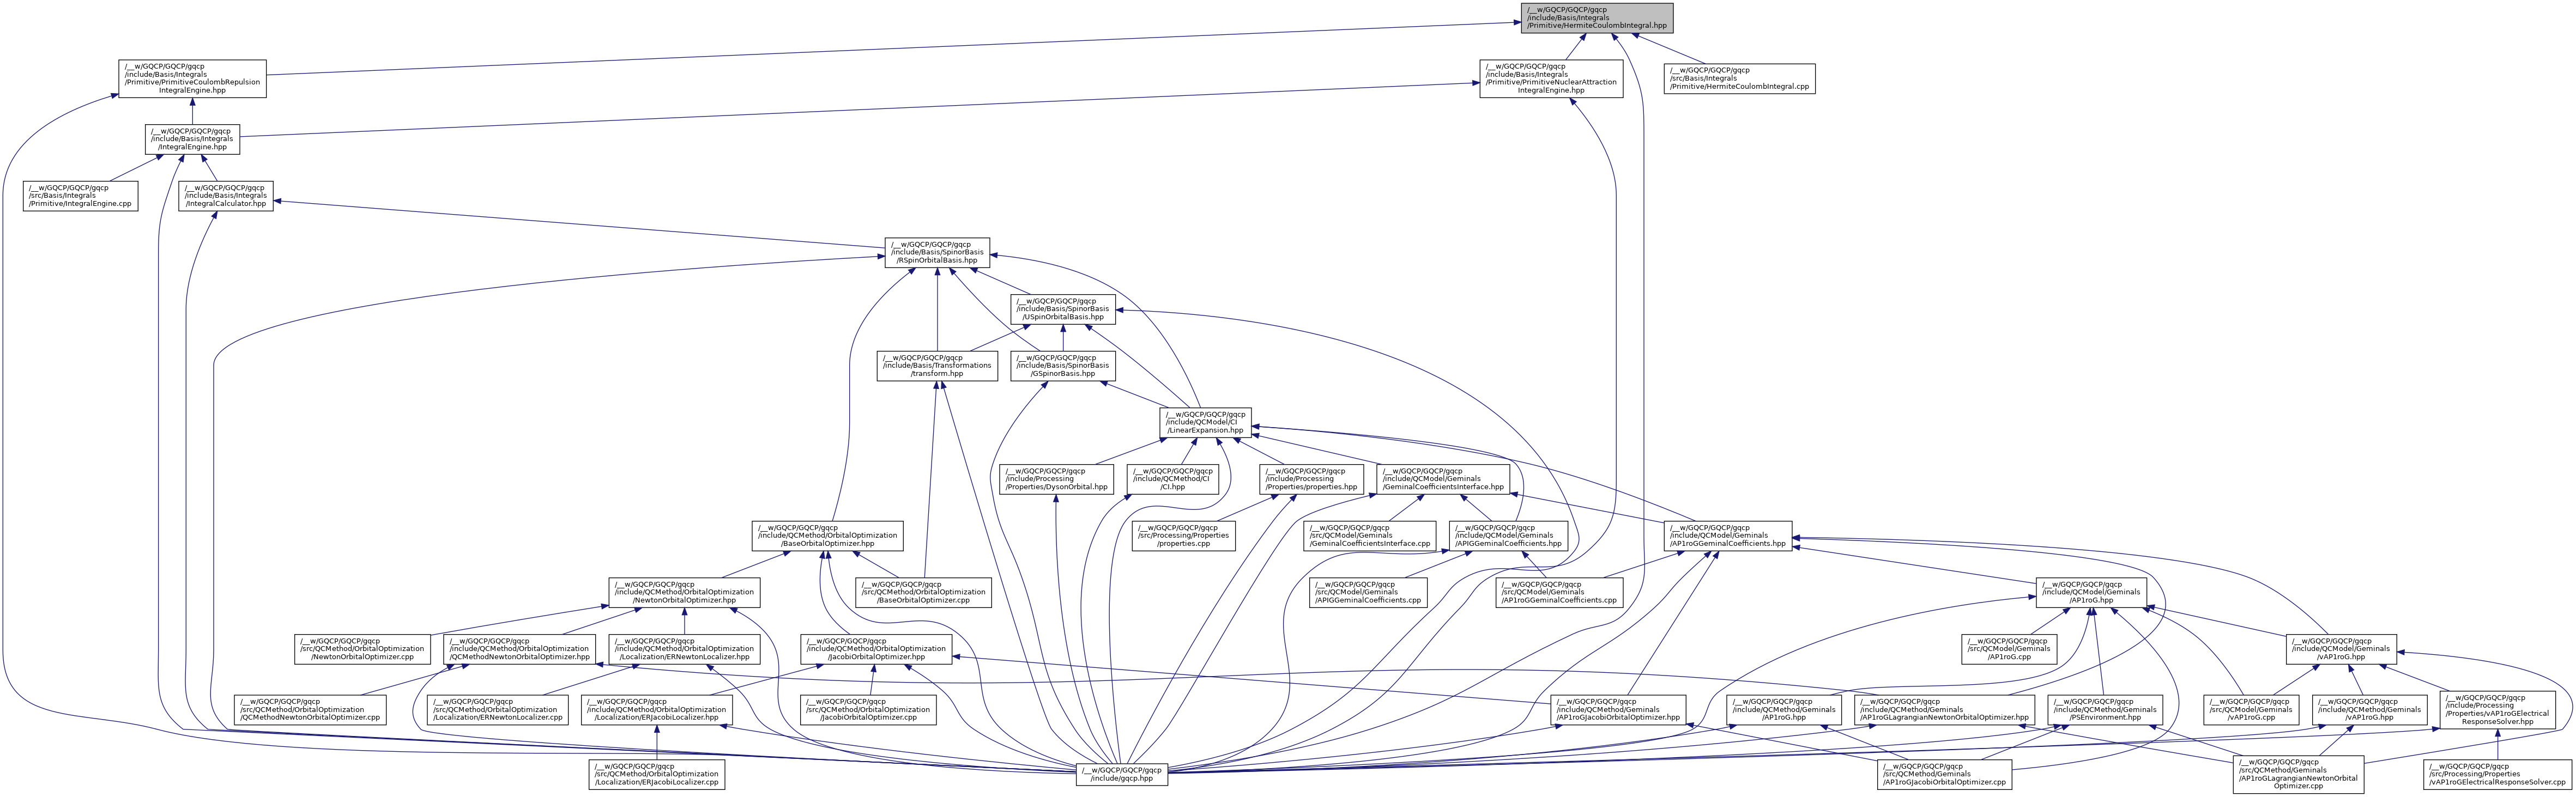 /__w/GQCP/GQCP/gqcp
/include/Basis/Integrals
/Primitive/HermiteCoulombIntegral.hpp
/__w/GQCP/GQCP/gqcp
/include/Basis/Integrals
/Primitive/PrimitiveCoulombRepulsion
IntegralEngine.hpp
/__w/GQCP/GQCP/gqcp
/include/Basis/Integrals
/Primitive/PrimitiveNuclearAttraction
IntegralEngine.hpp
/__w/GQCP/GQCP/gqcp
/src/Basis/Integrals
/Primitive/HermiteCoulombIntegral.cpp
/__w/GQCP/GQCP/gqcp
/include/Basis/Integrals
/IntegralEngine.hpp
/__w/GQCP/GQCP/gqcp
/src/Basis/Integrals
/Primitive/IntegralEngine.cpp
/__w/GQCP/GQCP/gqcp
/include/Basis/Integrals
/IntegralCalculator.hpp
/__w/GQCP/GQCP/gqcp
/include/Basis/SpinorBasis
/RSpinOrbitalBasis.hpp
/__w/GQCP/GQCP/gqcp
/include/Basis/SpinorBasis
/USpinOrbitalBasis.hpp
/__w/GQCP/GQCP/gqcp
/include/Basis/Transformations
/transform.hpp
/__w/GQCP/GQCP/gqcp
/include/Basis/SpinorBasis
/GSpinorBasis.hpp
/__w/GQCP/GQCP/gqcp
/include/QCModel/CI
/LinearExpansion.hpp
/__w/GQCP/GQCP/gqcp
/include/Processing
/Properties/DysonOrbital.hpp
/__w/GQCP/GQCP/gqcp
/include/QCMethod/CI
/CI.hpp
/__w/GQCP/GQCP/gqcp
/include/Processing
/Properties/properties.hpp
/__w/GQCP/GQCP/gqcp
/include/QCModel/Geminals
/GeminalCoefficientsInterface.hpp
/__w/GQCP/GQCP/gqcp
/include/QCMethod/OrbitalOptimization
/BaseOrbitalOptimizer.hpp
/__w/GQCP/GQCP/gqcp
/src/Processing/Properties
/properties.cpp
/__w/GQCP/GQCP/gqcp
/src/QCModel/Geminals
/GeminalCoefficientsInterface.cpp
/__w/GQCP/GQCP/gqcp
/include/QCModel/Geminals
/APIGGeminalCoefficients.hpp
/__w/GQCP/GQCP/gqcp
/include/QCModel/Geminals
/AP1roGGeminalCoefficients.hpp
/__w/GQCP/GQCP/gqcp
/include/QCMethod/OrbitalOptimization
/NewtonOrbitalOptimizer.hpp
/__w/GQCP/GQCP/gqcp
/src/QCMethod/OrbitalOptimization
/BaseOrbitalOptimizer.cpp
/__w/GQCP/GQCP/gqcp
/src/QCModel/Geminals
/APIGGeminalCoefficients.cpp
/__w/GQCP/GQCP/gqcp
/src/QCModel/Geminals
/AP1roGGeminalCoefficients.cpp
/__w/GQCP/GQCP/gqcp
/include/QCModel/Geminals
/AP1roG.hpp
/__w/GQCP/GQCP/gqcp
/src/QCMethod/OrbitalOptimization
/NewtonOrbitalOptimizer.cpp
/__w/GQCP/GQCP/gqcp
/include/QCMethod/OrbitalOptimization
/QCMethodNewtonOrbitalOptimizer.hpp
/__w/GQCP/GQCP/gqcp
/include/QCMethod/OrbitalOptimization
/Localization/ERNewtonLocalizer.hpp
/__w/GQCP/GQCP/gqcp
/include/QCMethod/OrbitalOptimization
/JacobiOrbitalOptimizer.hpp
/__w/GQCP/GQCP/gqcp
/src/QCModel/Geminals
/AP1roG.cpp
/__w/GQCP/GQCP/gqcp
/include/QCModel/Geminals
/vAP1roG.hpp
/__w/GQCP/GQCP/gqcp
/src/QCMethod/OrbitalOptimization
/QCMethodNewtonOrbitalOptimizer.cpp
/__w/GQCP/GQCP/gqcp
/src/QCMethod/OrbitalOptimization
/Localization/ERNewtonLocalizer.cpp
/__w/GQCP/GQCP/gqcp
/include/QCMethod/OrbitalOptimization
/Localization/ERJacobiLocalizer.hpp
/__w/GQCP/GQCP/gqcp
/src/QCMethod/OrbitalOptimization
/JacobiOrbitalOptimizer.cpp
/__w/GQCP/GQCP/gqcp
/include/QCMethod/Geminals
/AP1roGJacobiOrbitalOptimizer.hpp
/__w/GQCP/GQCP/gqcp
/include/QCMethod/Geminals
/AP1roG.hpp
/__w/GQCP/GQCP/gqcp
/include/QCMethod/Geminals
/AP1roGLagrangianNewtonOrbitalOptimizer.hpp
/__w/GQCP/GQCP/gqcp
/include/QCMethod/Geminals
/PSEnvironment.hpp
/__w/GQCP/GQCP/gqcp
/src/QCModel/Geminals
/vAP1roG.cpp
/__w/GQCP/GQCP/gqcp
/include/QCMethod/Geminals
/vAP1roG.hpp
/__w/GQCP/GQCP/gqcp
/include/Processing
/Properties/vAP1roGElectrical
ResponseSolver.hpp
/__w/GQCP/GQCP/gqcp
/src/QCMethod/OrbitalOptimization
/Localization/ERJacobiLocalizer.cpp
/__w/GQCP/GQCP/gqcp
/include/gqcp.hpp
/__w/GQCP/GQCP/gqcp
/src/QCMethod/Geminals
/AP1roGJacobiOrbitalOptimizer.cpp
/__w/GQCP/GQCP/gqcp
/src/QCMethod/Geminals
/AP1roGLagrangianNewtonOrbital
Optimizer.cpp
/__w/GQCP/GQCP/gqcp
/src/Processing/Properties
/vAP1roGElectricalResponseSolver.cpp